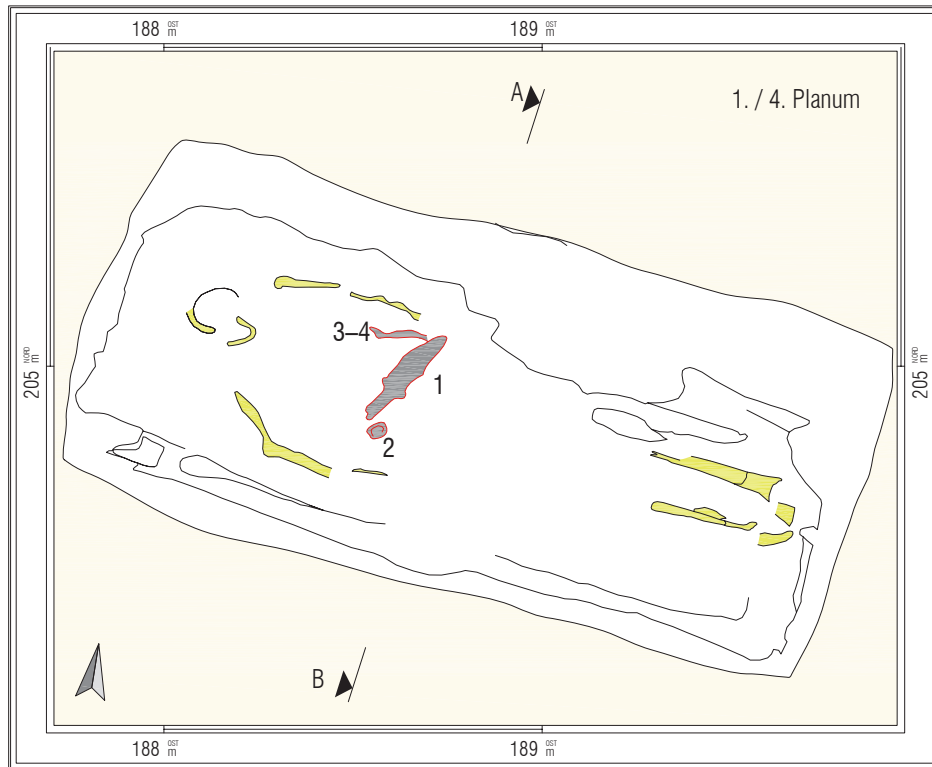 188 OST m
189 OST m
A
1. / 4. Planum
3–4
1
205 NORD m
205 NORD m
2
B
188 OST m
189 OST m